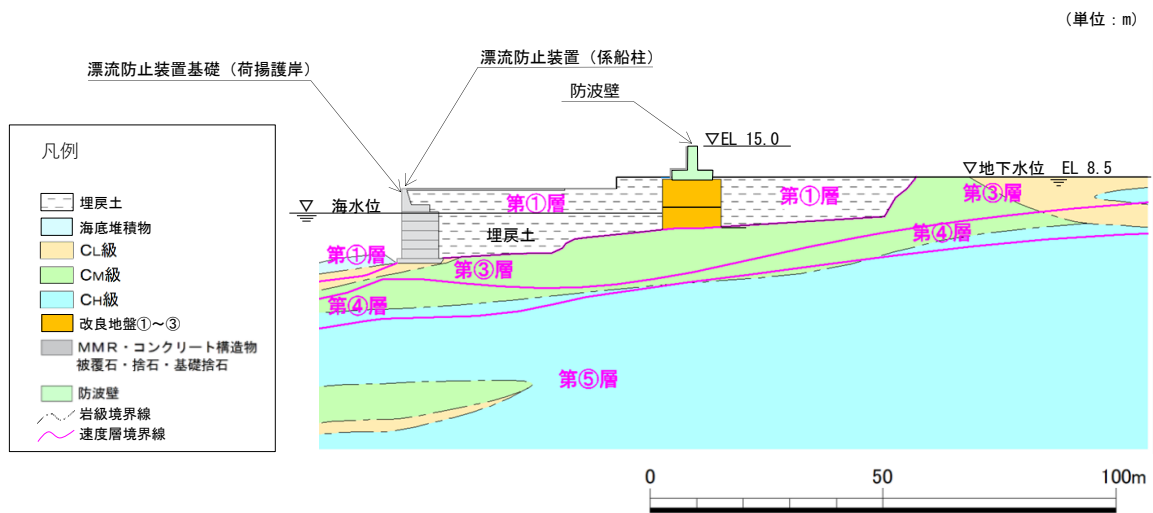 （単位：m）
漂流防止装置（係船柱）
漂流防止装置基礎（荷揚護岸）
防波壁
▽EL 15.0
▽地下水位 EL 8.5
▽ 海水位
第①層
第①層
第③層
埋戻土
第④層
第①層
第③層
第④層
第⑤層
凡例
埋戻土
海底堆積物
CL級
CM級
CH級
改良地盤①～③
MMR・コンクリート構造物
被覆石・捨石・基礎捨石
防波壁
岩級境界線
速度層境界線
0 50 100m